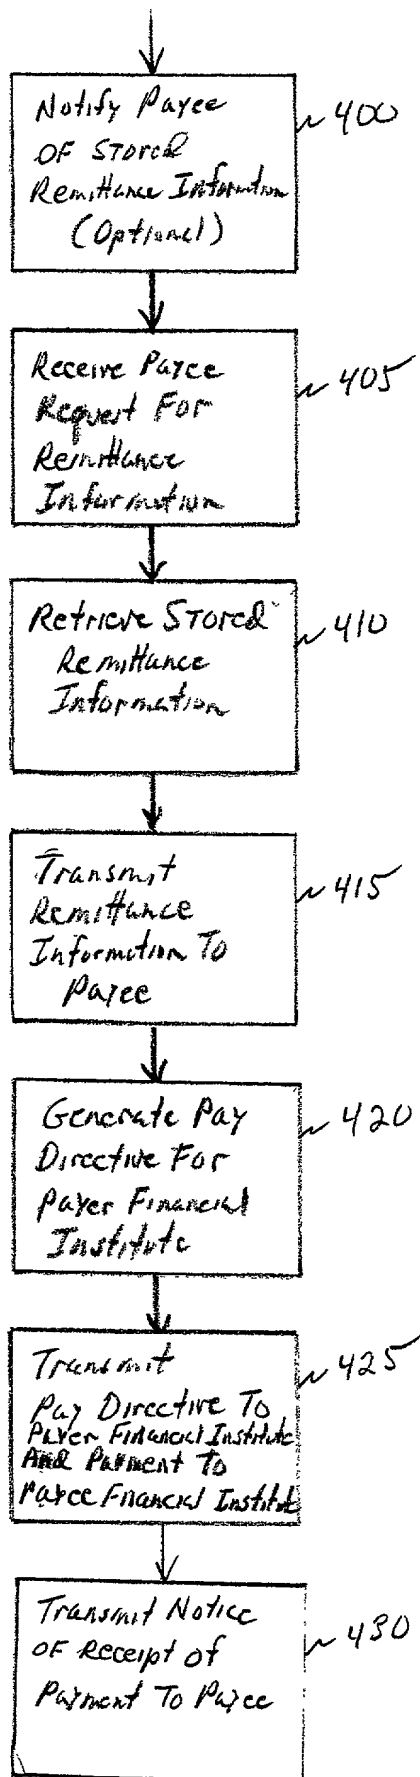 Notify Payee
OF Stored
Remittance Information
(Optional)
400
Receive Payee
Request For
Remittance
Information
405
Retrieve Stored
Remittance
Information
410
Transmit
Remittance
Information To
Payee
415
Generate Pay
Directive For
Payer Financial
Institute
420
Transmit
Pay Directive To
Payer Financial Institute
And Payment To
Payee Financial Institute
425
Transmit Notice
OF Receipt of
Payment To Payee
430